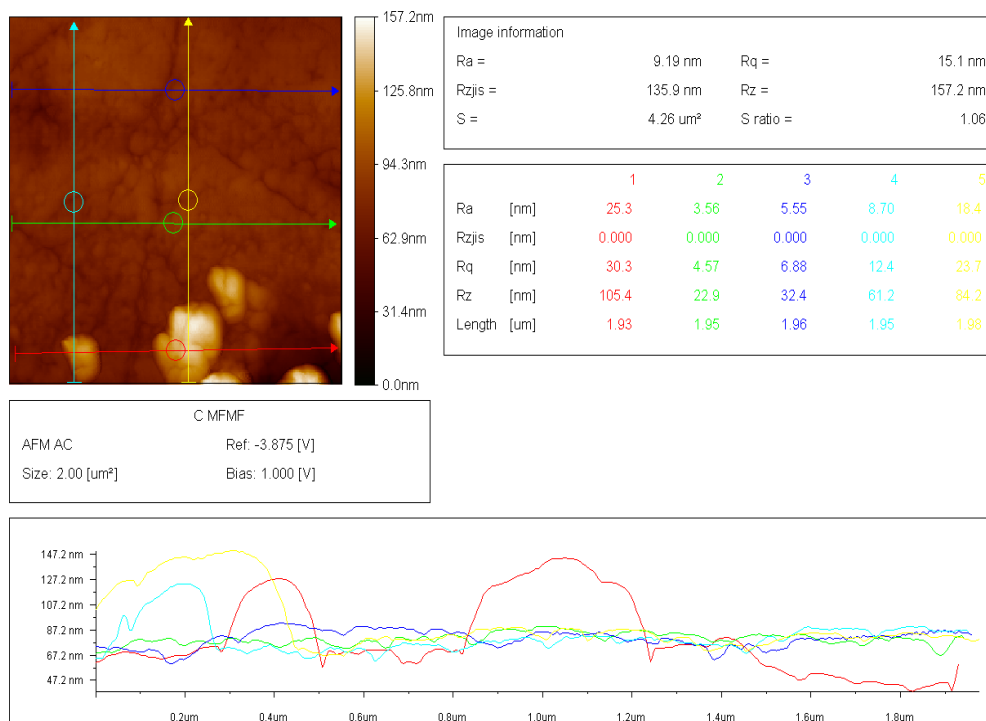 157.2nm
125.8nm
94.3nm
62.9nm
31.4nm
0.0nm
Image information
Ra = 9.19 nm Rq = 15.1 nm
Rzjis = 135.9 nm Rz = 157.2 nm
S = 4.26 um² S ratio = 1.06
1 2 3 4 5
Ra [nm] 25.3 3.56 5.55 8.70 18.4
Rzjis [nm] 0.000 0.000 0.000 0.000 0.000
Rq [nm] 30.3 4.57 6.88 12.4 23.7
Rz [nm] 105.4 22.9 32.4 61.2 84.2
Length [um] 1.93 1.95 1.96 1.95 1.98
C MFMF
AFM AC Ref: -3.875 [V]
Size: 2.00 [um²] Bias: 1.000 [V]
147.2 nm
127.2 nm
107.2 nm
87.2 nm
67.2 nm
47.2 nm
0.2um 0.4um 0.6um 0.8um 1.0um 1.2um 1.4um 1.6um 1.8um